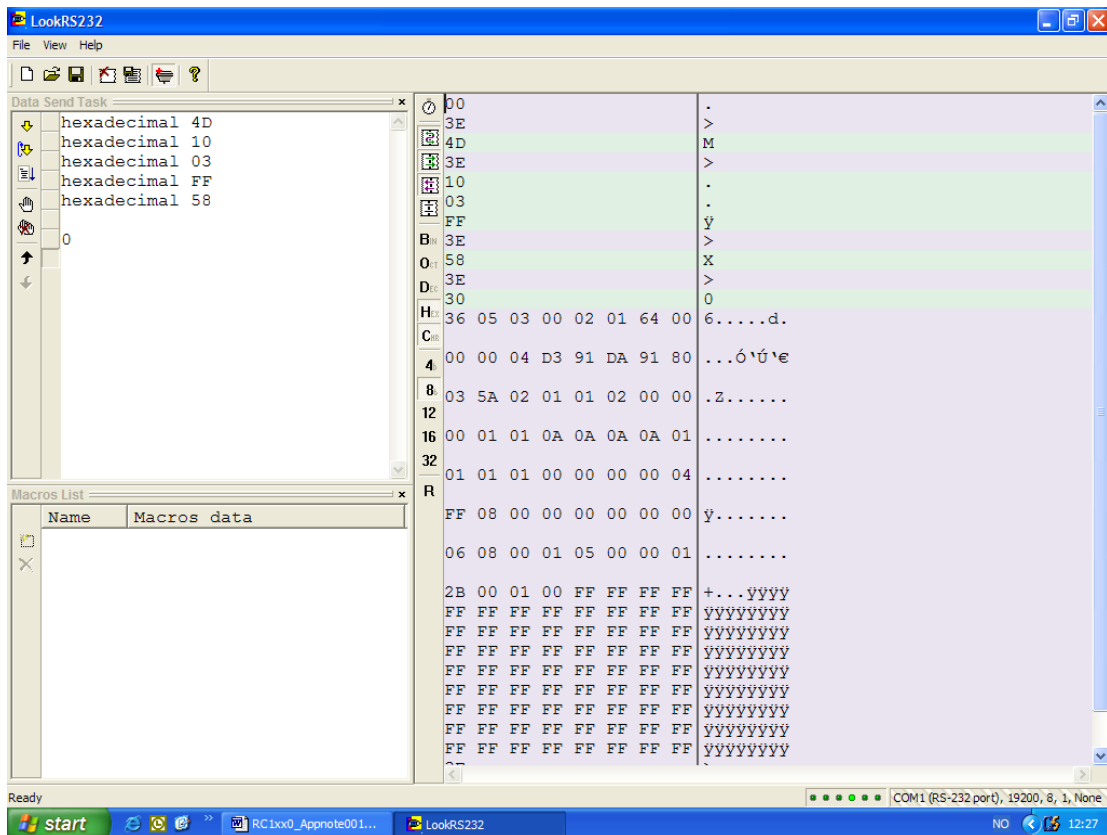 LookRS232
File View Help
Data Send Task
hexadecimal 4D
hexadecimal 10
hexadecimal 03
hexadecimal FF
hexadecimal 58
0
Macros List
Name Macros data
BIN
OCT
DEC
HEX
CHR
4
8
12
16
32
R
00 .
3E >
4D M
3E >
10 .
03 .
FF ÿ
3E >
58 X
3E >
30 0
36 05 03 00 02 01 64 00 6.....d.
00 00 04 D3 91 DA 91 80 ...Ó‘Ú‘€
03 5A 02 01 01 02 00 00 .Z......
00 01 01 0A 0A 0A 0A 01 ........
01 01 01 00 00 00 00 04 ........
FF 08 00 00 00 00 00 00 ÿ.......
06 08 00 01 05 00 00 01 ........
2B 00 01 00 FF FF FF FF +...ÿÿÿÿ
FF FF FF FF FF FF FF FF ÿÿÿÿÿÿÿÿ
FF FF FF FF FF FF FF FF ÿÿÿÿÿÿÿÿ
FF FF FF FF FF FF FF FF ÿÿÿÿÿÿÿÿ
FF FF FF FF FF FF FF FF ÿÿÿÿÿÿÿÿ
FF FF FF FF FF FF FF FF ÿÿÿÿÿÿÿÿ
FF FF FF FF FF FF FF FF ÿÿÿÿÿÿÿÿ
FF FF FF FF FF FF FF FF ÿÿÿÿÿÿÿÿ
FF FF FF FF FF FF FF FF ÿÿÿÿÿÿÿÿ
Ready
COM1 (RS-232 port), 19200, 8, 1, None
start
RC1xx0_Appnote001...
LookRS232
NO 12:27